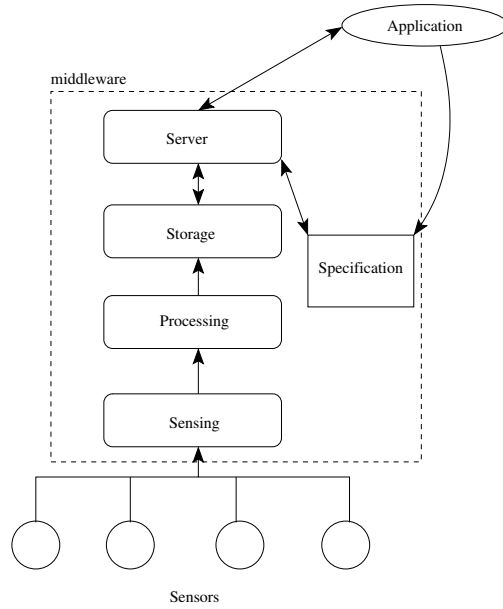 Application
middleware
Server
Storage
Specification
Processing
Sensing
Sensors